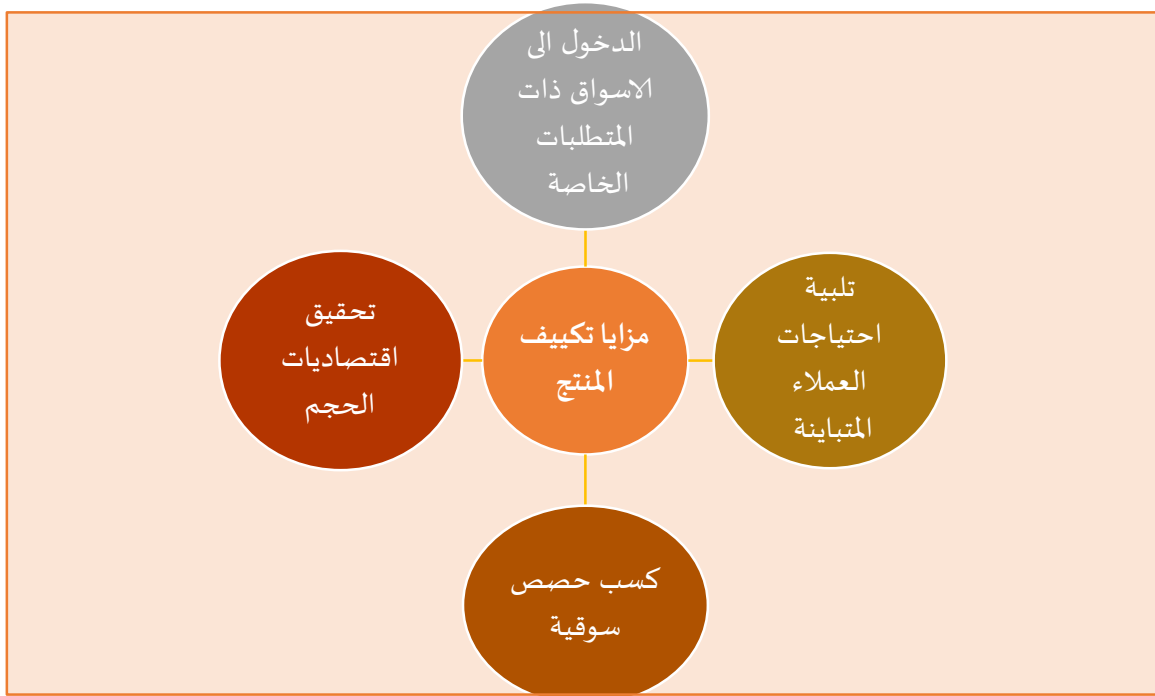 الدخول الى
الاسواق ذات
المتطلبات
الخاصة
تلبية
احتياجات
العملاء
المتباينة
مزايا تكييف
المنتج
تحقيق
اقتصاديات
الحجم
كسب حصص
سوقية